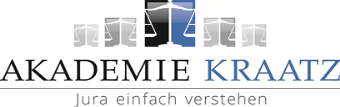 AKADEMIE KRAATZ
Jura einfach verstehen